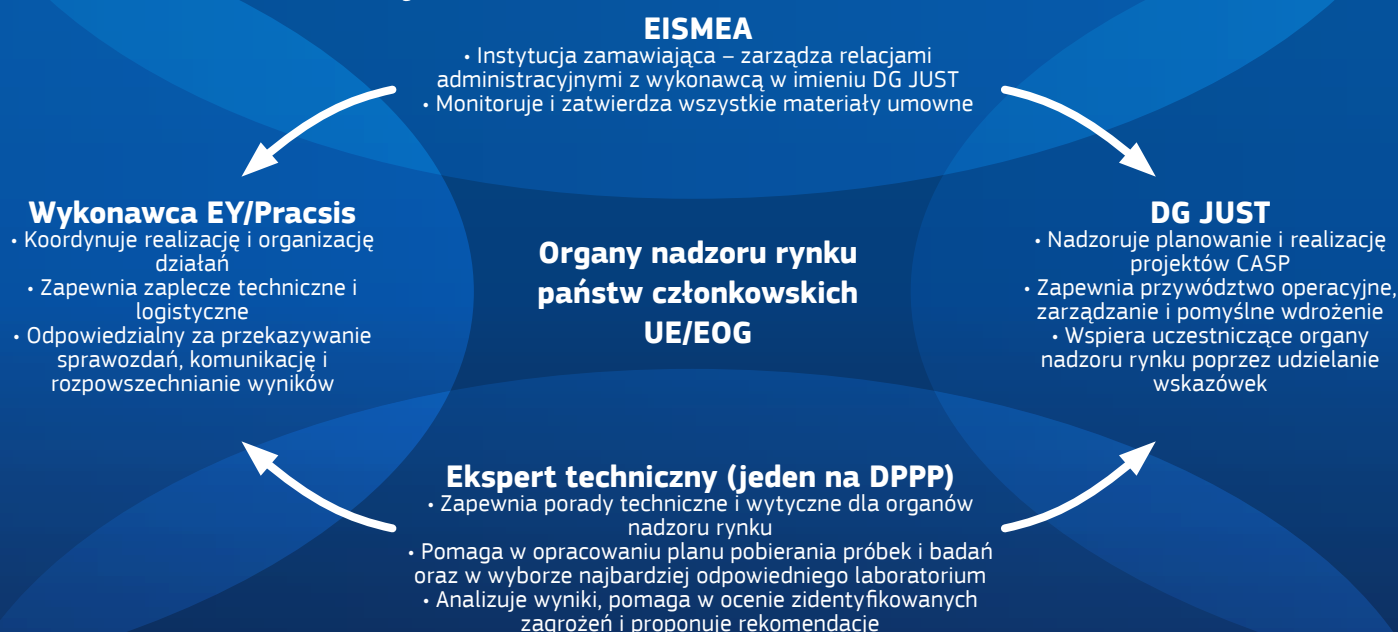 EISMEA
• Instytucja zamawiająca – zarządza relacjami
administracyjnymi z wykonawcą w imieniu DG JUST
• Monitoruje i zatwierdza wszystkie materiały umowne
Wykonawca EY/Pracsis
• Koordynuje realizację i organizację
działań
• Zapewnia zaplecze techniczne i
logistyczne
• Odpowiedzialny za przekazywanie
sprawozdań, komunikację i
rozpowszechnianie wyników
Organy nadzoru rynku
państw członkowskich
UE/EOG
DG JUST
• Nadzoruje planowanie i realizację
projektów CASP
• Zapewnia przywództwo operacyjne,
zarządzanie i pomyślne wdrożenie
• Wspiera uczestniczące organy
nadzoru rynku poprzez udzielanie
wskazówek
Ekspert techniczny (jeden na DPPP)
• Zapewnia porady techniczne i wytyczne dla organów
nadzoru rynku
• Pomaga w opracowaniu planu pobierania próbek i badań
oraz w wyborze najbardziej odpowiedniego laboratorium
• Analizuje wyniki, pomaga w ocenie zidentyfikowanych
zagrożeń i proponuje rekomendacje